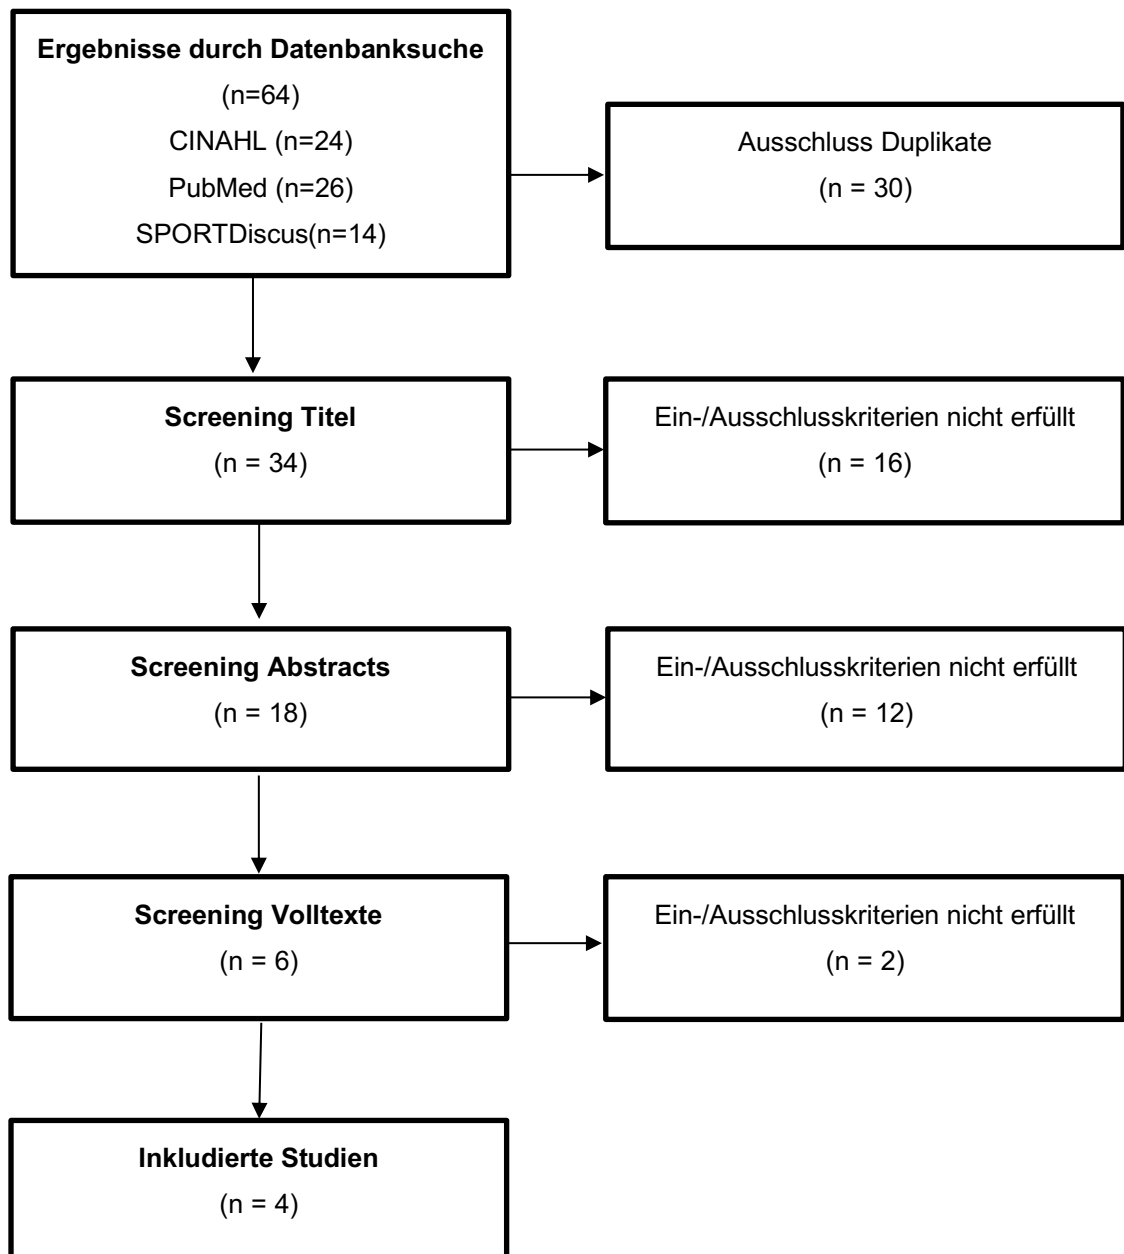 Ergebnisse durch Datenbanksuche
(n=64)
CINAHL (n=24)
PubMed (n=26)
SPORTDiscus(n=14)
Ausschluss Duplikate
(n = 30)
Screening Titel
(n = 34)
Ein-/Ausschlusskriterien nicht erfüllt
(n = 16)
Screening Abstracts
(n = 18)
Ein-/Ausschlusskriterien nicht erfüllt
(n = 12)
Screening Volltexte
(n = 6)
Ein-/Ausschlusskriterien nicht erfüllt
(n = 2)
Inkludierte Studien
(n = 4)